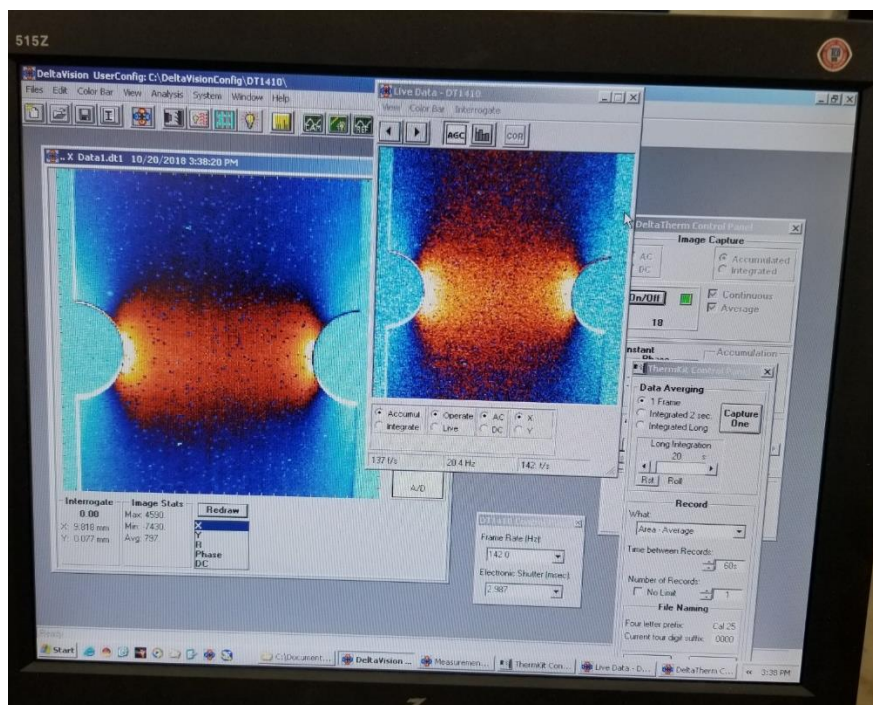 515Z
DeltaVision UserConfig: C:\DeltaVisionConfig\DT1410\
Files Edit Color Bar View Analysis System Window Help
Live Data - DT1410
View Color Bar Interrogate
AGC
COR
.. X Data1.dt1 10/20/2018 3:38:20 PM
DeltaTherm Control Panel
Image Capture
AC
DC
Accumulated
Integrated
On/Off
Continuous
Average
18
Accumulation
ThermKit Control Panel
Data Averaging
1 Frame
Integrated 2 sec.
Integrated Long
Capture One
Long Integration
20 s
Rst Roll
Accumul Operate AC X
Integrate Live DC Y
137 f/s 20.4 Hz 142. f/s
A/D
Interrogate
0.00
X: 9.818 mm
Y: 0.077 mm
Image Stats
Max: 4590.
Min: -7430.
Avg: 797.
Redraw
X
Y
R
Phase
DC
Frame Rate (Hz):
142.0
Electronic Shutter (msec):
2.987
Record
What:
Area - Average
Time between Records:
60s
Number of Records:
No Limit 1
File Naming
Four letter prefix: Cal 25
Current four digit suffix: 0000
Ready
Start
C:\Document...
DeltaVision ...
Measuremen...
ThermKit Con...
Live Data - D...
DeltaTherm C...
3:38 PM